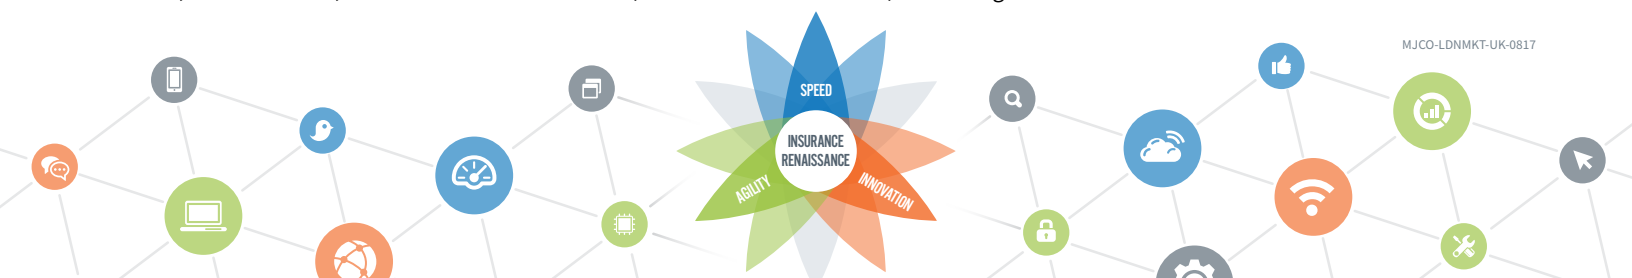 MJCO-LDNMKT-UK-0817
SPEED
INSURANCE
RENAISSANCE
AGILITY
INNOVATION